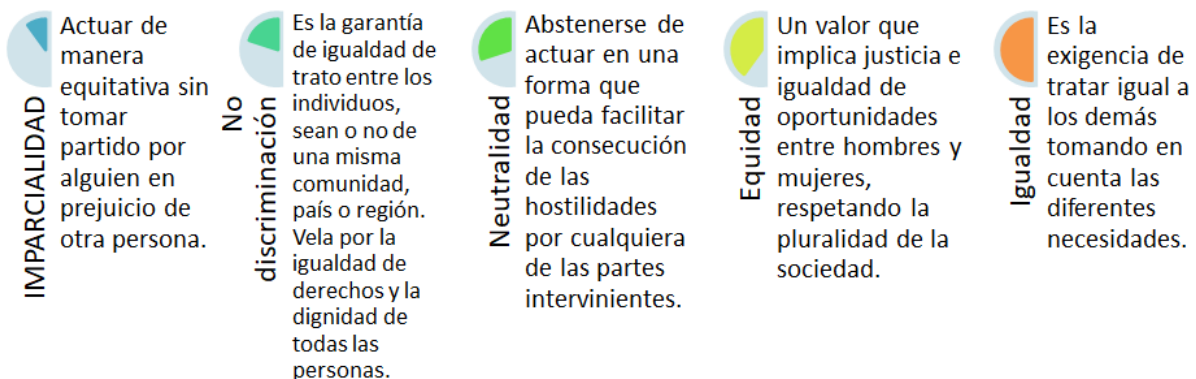 IMPARCIALIDAD
Actuar de
manera
equitativa sin
tomar
partido por
alguien en
prejuicio de
otra persona.
No
discriminación
Es la garantía
de igualdad de
trato entre los
individuos,
sean o no de
una misma
comunidad,
país o región.
Vela por la
igualdad de
derechos y la
dignidad de
todas las
personas.
Neutralidad
Abstenerse de
actuar en una
forma que
pueda facilitar
la consecución
de las
hostilidades
por cualquiera
de las partes
intervinientes.
Equidad
Un valor que
implica justicia e
igualdad de
oportunidades
entre hombres y
mujeres,
respetando la
pluralidad de la
sociedad.
Igualdad
Es la
exigencia de
tratar igual a
los demás
tomando en
cuenta las
diferentes
necesidades.